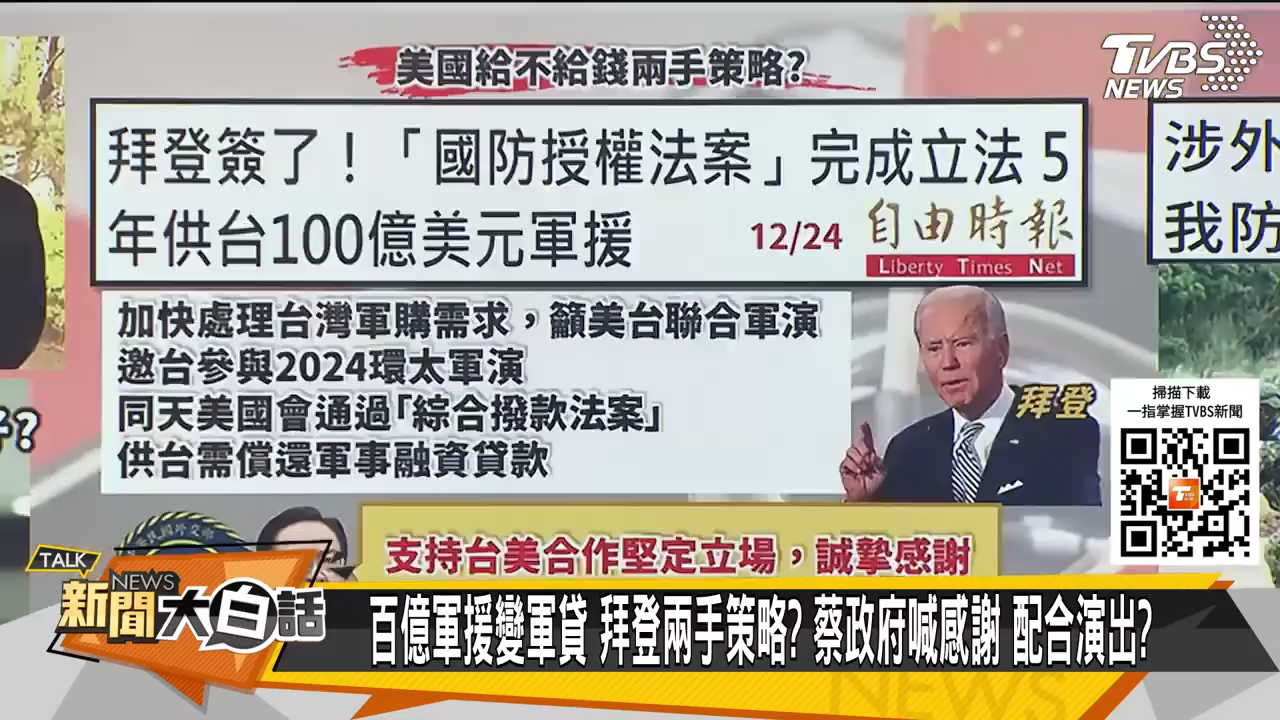 美國給不給錢兩手策略?
TVBS
NEWS
拜登簽了！「國防授權法案」完成立法 5
年供台100億美元軍援
12/24
自由時報
Liberty Times Net
涉外
我防
加快處理台灣軍購需求，籲美台聯合軍演
邀台參與2024環太軍演
同天美國會通過「綜合撥款法案」
供台需償還軍事融資貸款
拜登
掃描下載
一指掌握TVBS新聞
支持台美合作堅定立場，誠摯感謝
TALK
NEWS
新聞大白話
百億軍援變軍貸 拜登兩手策略? 蔡政府喊感謝 配合演出?